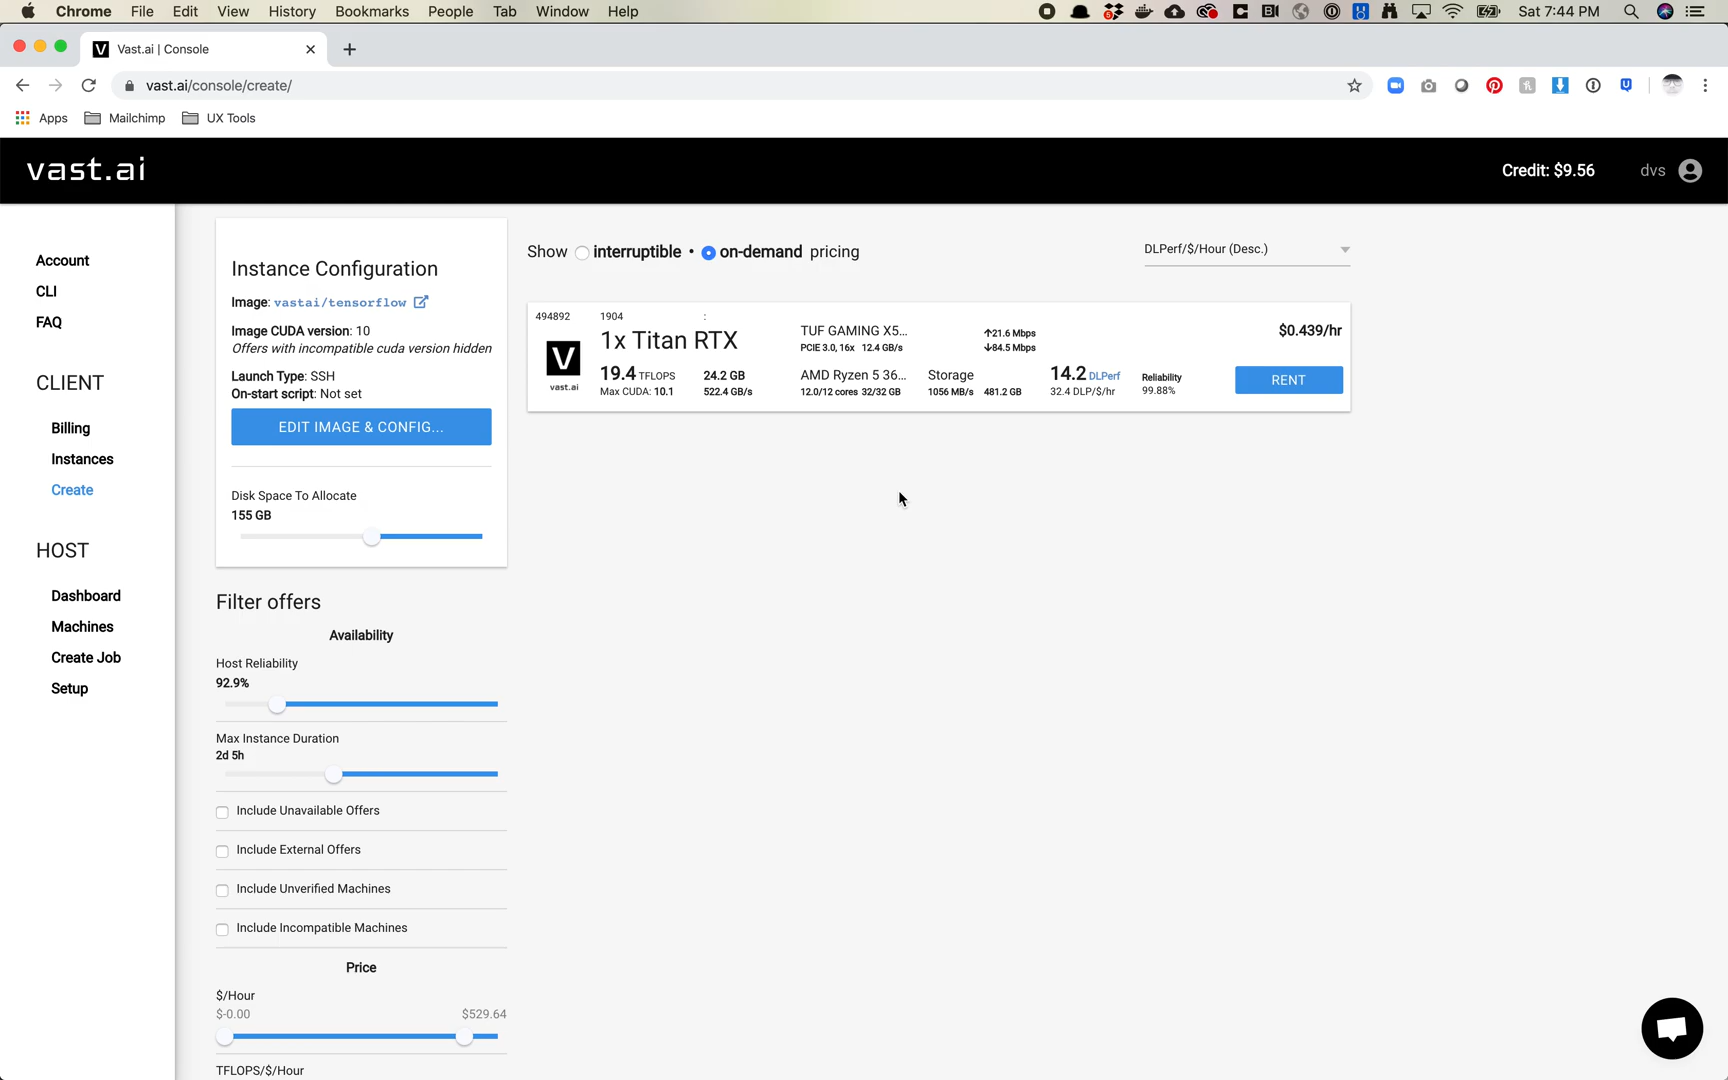 Chrome File Edit View History Bookmarks People Tab Window Help
Sat 7:44 PM
Vast.ai | Console
vast.ai/console/create/
Apps Mailchimp UX Tools
vast.ai
Credit: $9.56 dvs
Account
CLI
FAQ
CLIENT
Billing
Instances
Create
HOST
Dashboard
Machines
Create Job
Setup
Instance Configuration
Image: vastai/tensorflow
Image CUDA version: 10
Offers with incompatible cuda version hidden
Launch Type: SSH
On-start script: Not set
EDIT IMAGE & CONFIG...
Disk Space To Allocate
155 GB
Filter offers
Availability
Host Reliability
92.9%
Max Instance Duration
2d 5h
Include Unavailable Offers
Include External Offers
Include Unverified Machines
Include Incompatible Machines
Price
$/Hour
$-0.00 $529.64
TFLOPS/$/Hour
Show interruptible • on-demand pricing
DLPerf/$/Hour (Desc.)
494892 1904 :
V
vast.ai
1x Titan RTX
19.4 TFLOPS 24.2 GB
Max CUDA: 10.1 522.4 GB/s
TUF GAMING X5...
PCIE 3.0, 16x 12.4 GB/s
AMD Ryzen 5 36...
12.0/12 cores 32/32 GB
↑21.6 Mbps
↓84.5 Mbps
Storage
1056 MB/s 481.2 GB
14.2 DLPerf
32.4 DLP/$/hr
Reliability
99.88%
$0.439/hr
RENT